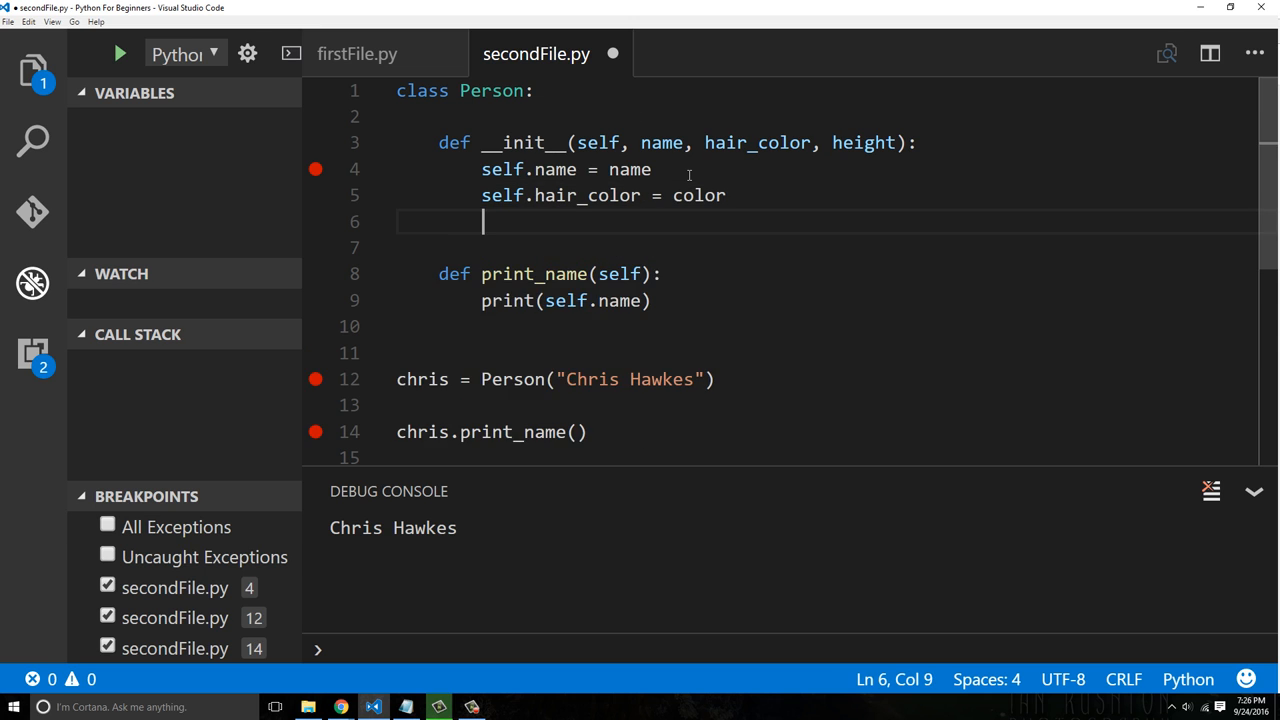 ● secondFile.py - Python For Beginners - Visual Studio Code
File Edit View Go Help
Pythoı
firstFile.py
secondFile.py
1
VARIABLES
WATCH
CALL STACK
2
BREAKPOINTS
All Exceptions
Uncaught Exceptions
secondFile.py 4
secondFile.py 12
secondFile.py 14
1 class Person:
2
3 def __init__(self, name, hair_color, height):
4 self.name = name
5 self.hair_color = color
6
7
8 def print_name(self):
9 print(self.name)
10
11
12 chris = Person("Chris Hawkes")
13
14 chris.print_name()
15
DEBUG CONSOLE
Chris Hawkes
0 0
Ln 6, Col 9 Spaces: 4 UTF-8 CRLF Python
I'm Cortana. Ask me anything.
7:26 PM
9/24/2016